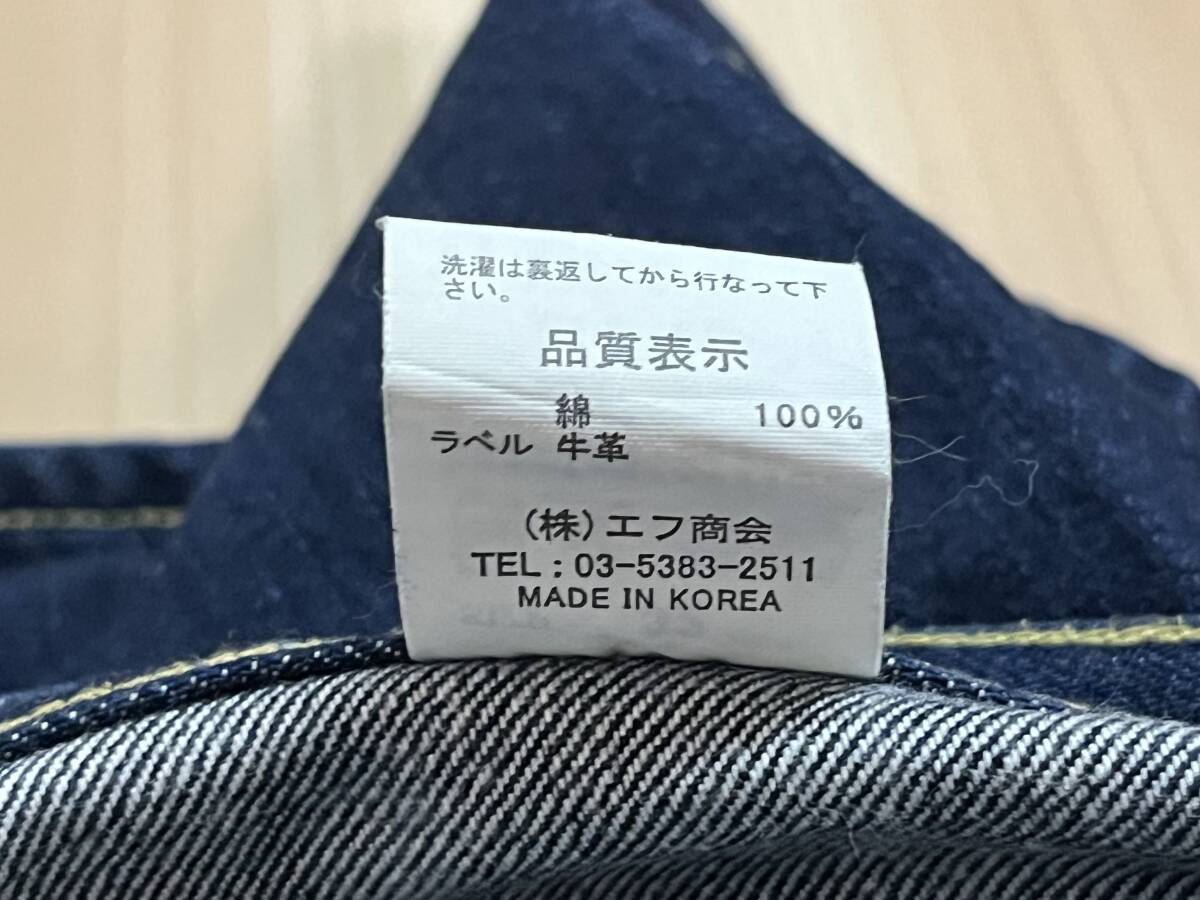 洗濯は裏返してから行なって下
さい。
品質表示
綿 100%
ラベル 牛革
(株)エフ商会
TEL:03-5383-2511
MADE IN KOREA